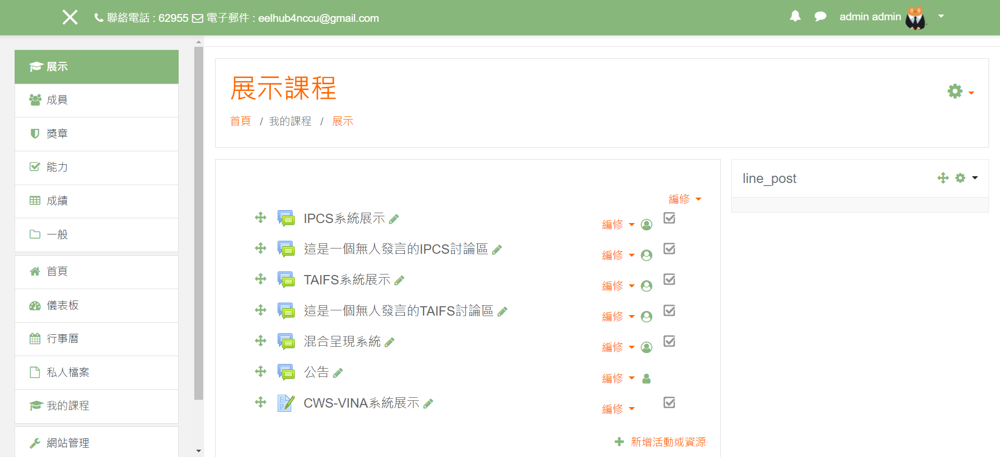 聯絡電話 : 62955 電子郵件 : eelhub4nccu@gmail.com
admin admin
展示
成員
獎章
能力
成績
一般
首頁
儀表板
行事曆
私人檔案
我的課程
網站管理
展示課程
首頁 / 我的課程 / 展示
編修
IPCS系統展示
編修
這是一個無人發言的IPCS討論區
編修
TAIFS系統展示
編修
這是一個無人發言的TAIFS討論區
編修
混合呈現系統
編修
公告
編修
CWS-VINA系統展示
編修
新增活動或資源
line_post